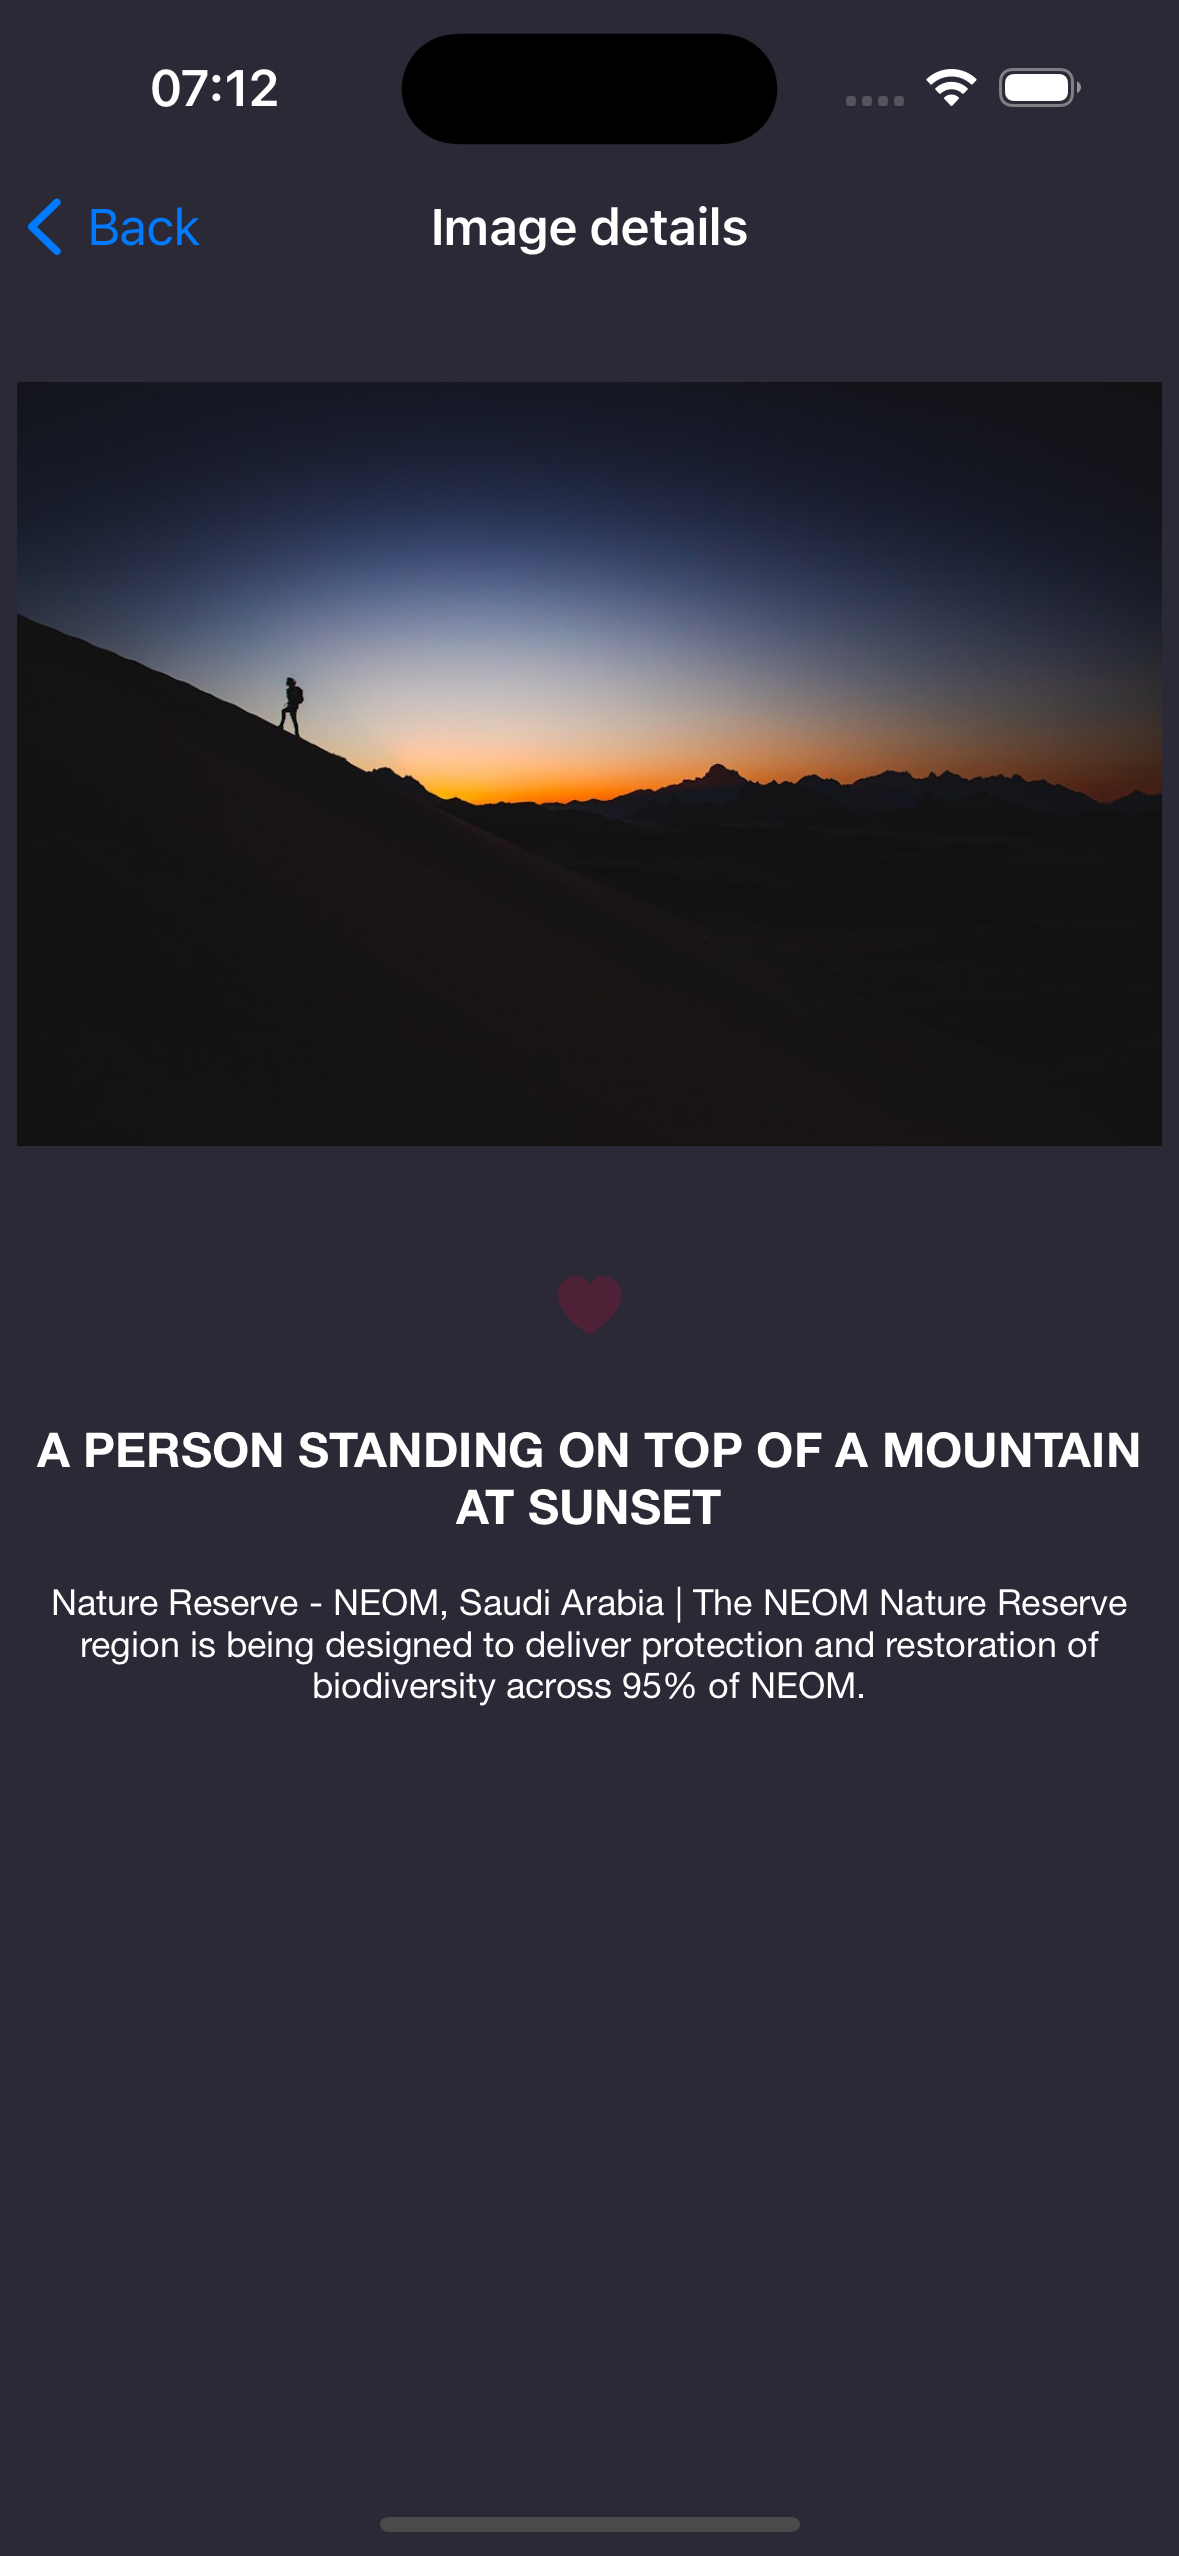 07:12
Back
Image details
A PERSON STANDING ON TOP OF A MOUNTAIN
AT SUNSET
Nature Reserve - NEOM, Saudi Arabia | The NEOM Nature Reserve
region is being designed to deliver protection and restoration of
biodiversity across 95% of NEOM.